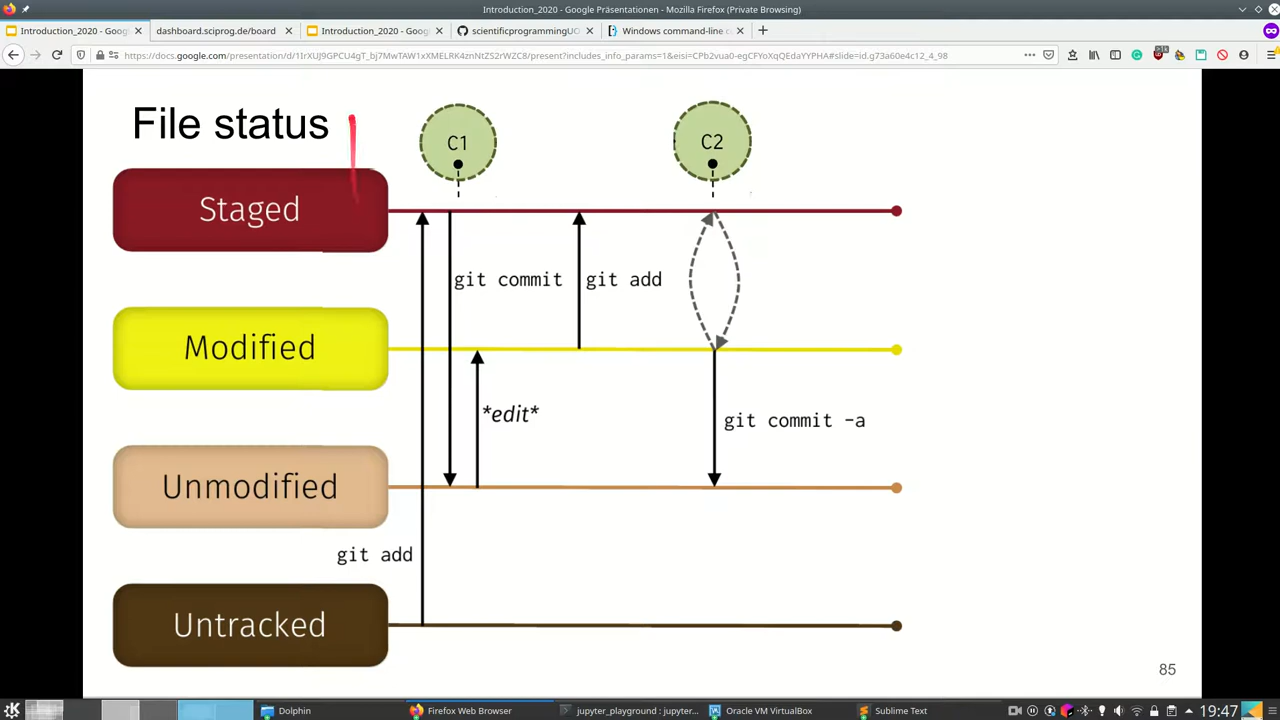 Introduction_2020 - Google Präsentationen - Mozilla Firefox (Private Browsing)
Introduction_2020 - Goog
dashboard.sciprog.de/board
Introduction_2020 - Goog
scientificprogrammingUC
Windows command-line c
https://docs.google.com/presentation/d/1IrXUJ9GPCU4gT_bj7MwTAW1xXMELRK4znNtZS2rWZC8/present?includes_info_params=1&eisi=CPb2vua0-egCFYoXqQEdaYYPHA#slide=id.g73a60e4c12_4_98
File status
C1
C2
Staged
git commit
git add
Modified
*edit*
git commit -a
Unmodified
git add
Untracked
85
Dolphin
Firefox Web Browser
jupyter_playground : jupyter...
Oracle VM VirtualBox
Sublime Text
19:47